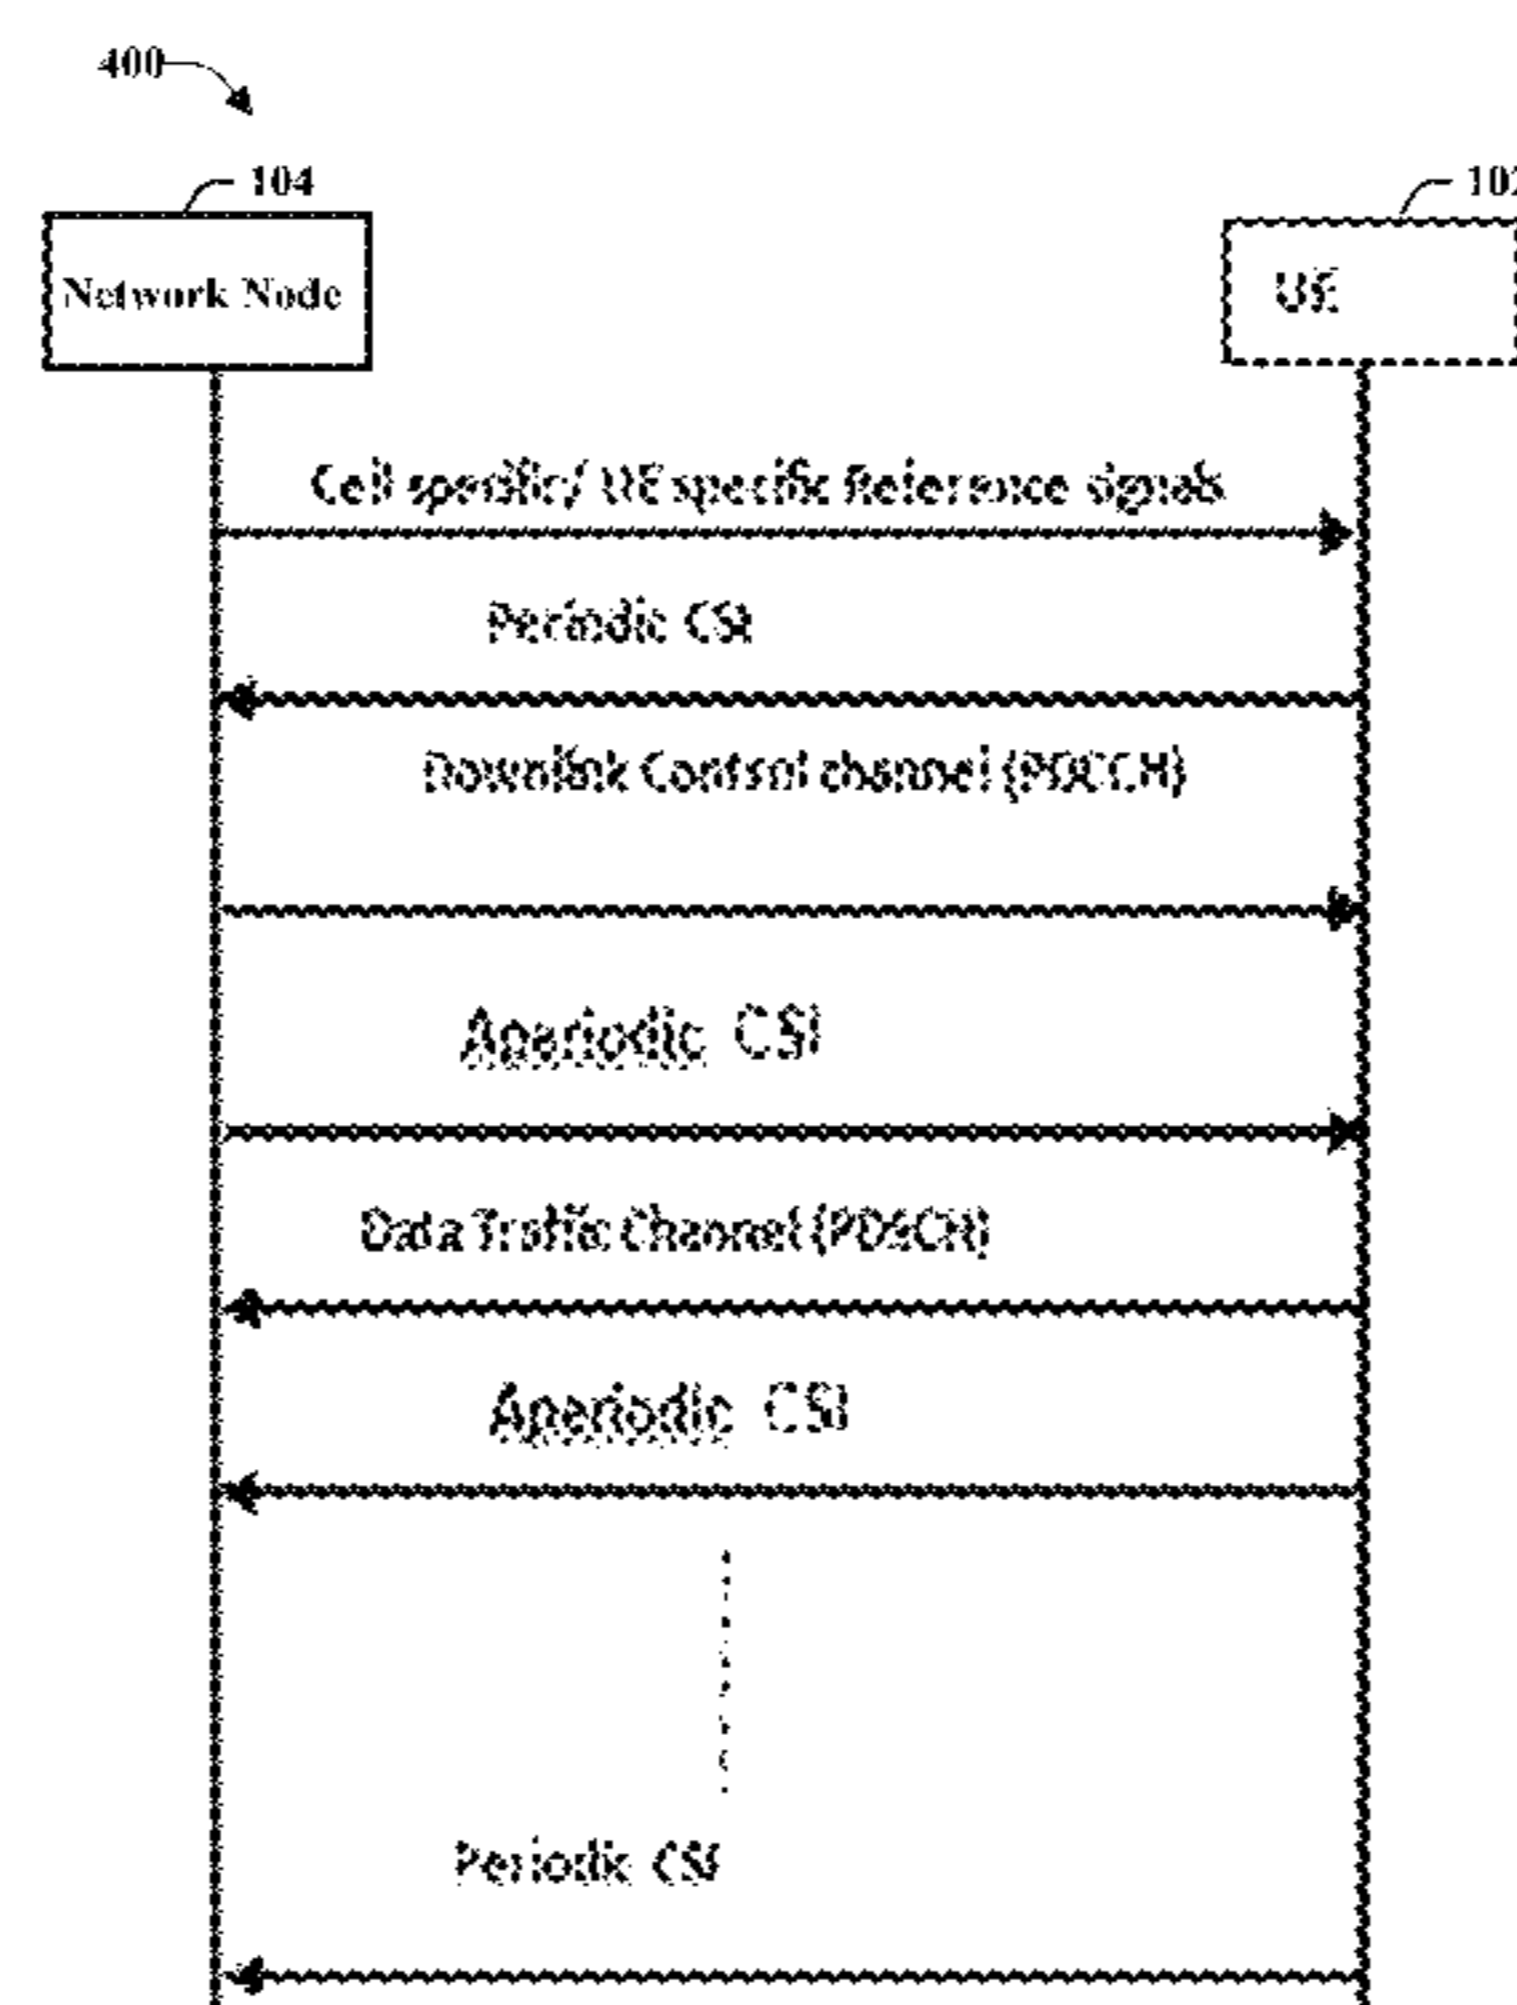 400
104
102
Network Node
UE
Cell specific/ UE specific Reference signals
Periodic CSI
Downlink Control channel (PDCCH)
Aperiodic CSI
Data Traffic Channel (PDSCH)
Aperiodic CSI
Periodic CSI